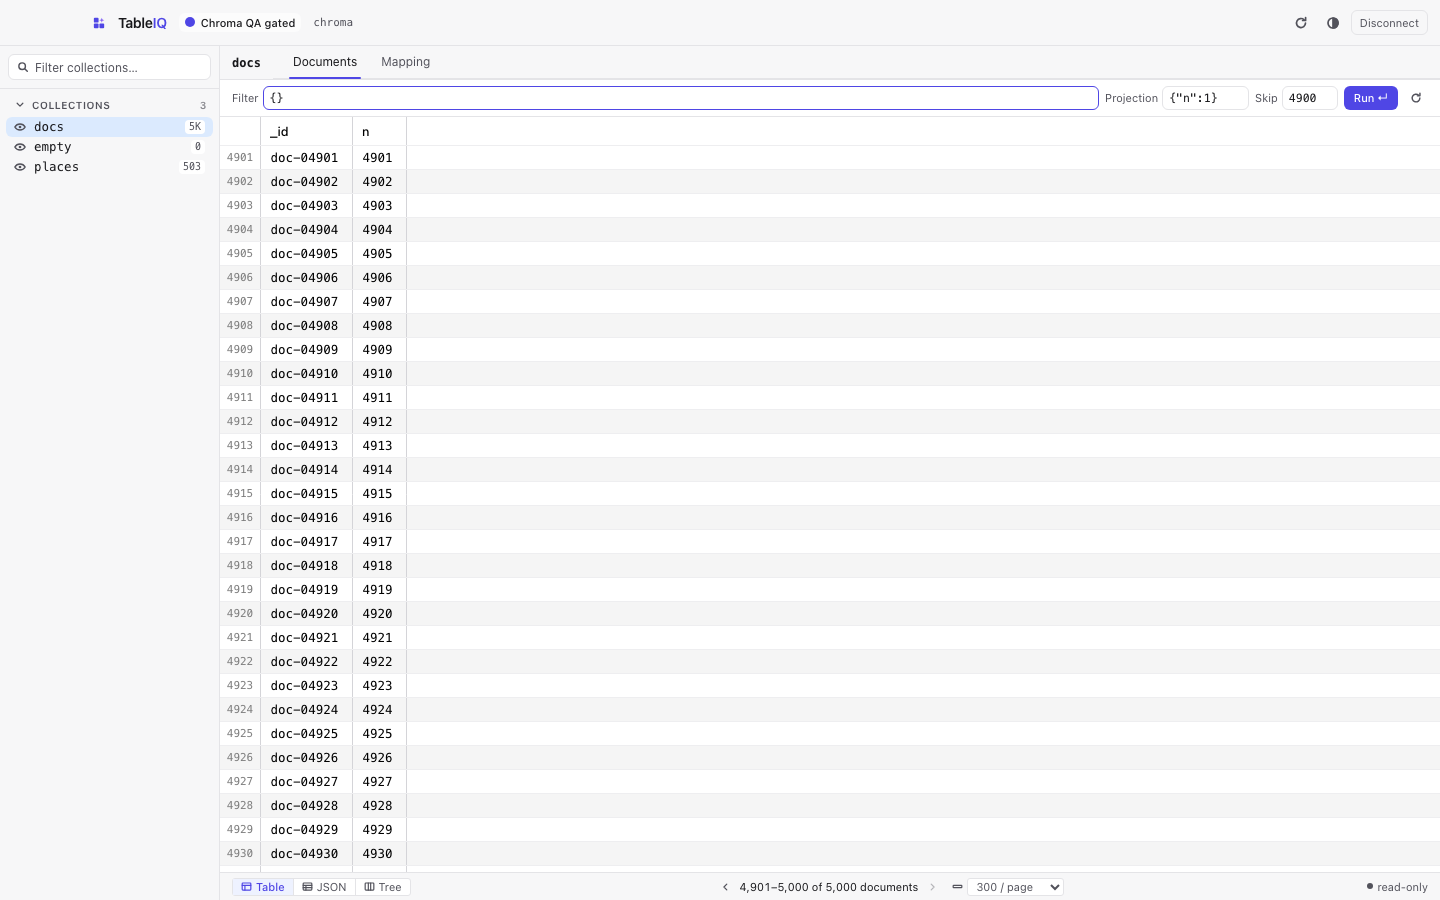 TableIQ Chroma QA gated chroma Disconnect
Filter collections...
COLLECTIONS 3
docs 5K
empty 0
places 503
docs Documents Mapping
Filter {} Projection {"n":1} Skip 4900 Run
_id n
4901 doc-04901 4901
4902 doc-04902 4902
4903 doc-04903 4903
4904 doc-04904 4904
4905 doc-04905 4905
4906 doc-04906 4906
4907 doc-04907 4907
4908 doc-04908 4908
4909 doc-04909 4909
4910 doc-04910 4910
4911 doc-04911 4911
4912 doc-04912 4912
4913 doc-04913 4913
4914 doc-04914 4914
4915 doc-04915 4915
4916 doc-04916 4916
4917 doc-04917 4917
4918 doc-04918 4918
4919 doc-04919 4919
4920 doc-04920 4920
4921 doc-04921 4921
4922 doc-04922 4922
4923 doc-04923 4923
4924 doc-04924 4924
4925 doc-04925 4925
4926 doc-04926 4926
4927 doc-04927 4927
4928 doc-04928 4928
4929 doc-04929 4929
4930 doc-04930 4930
Table JSON Tree 4,901–5,000 of 5,000 documents 300 / page read-only